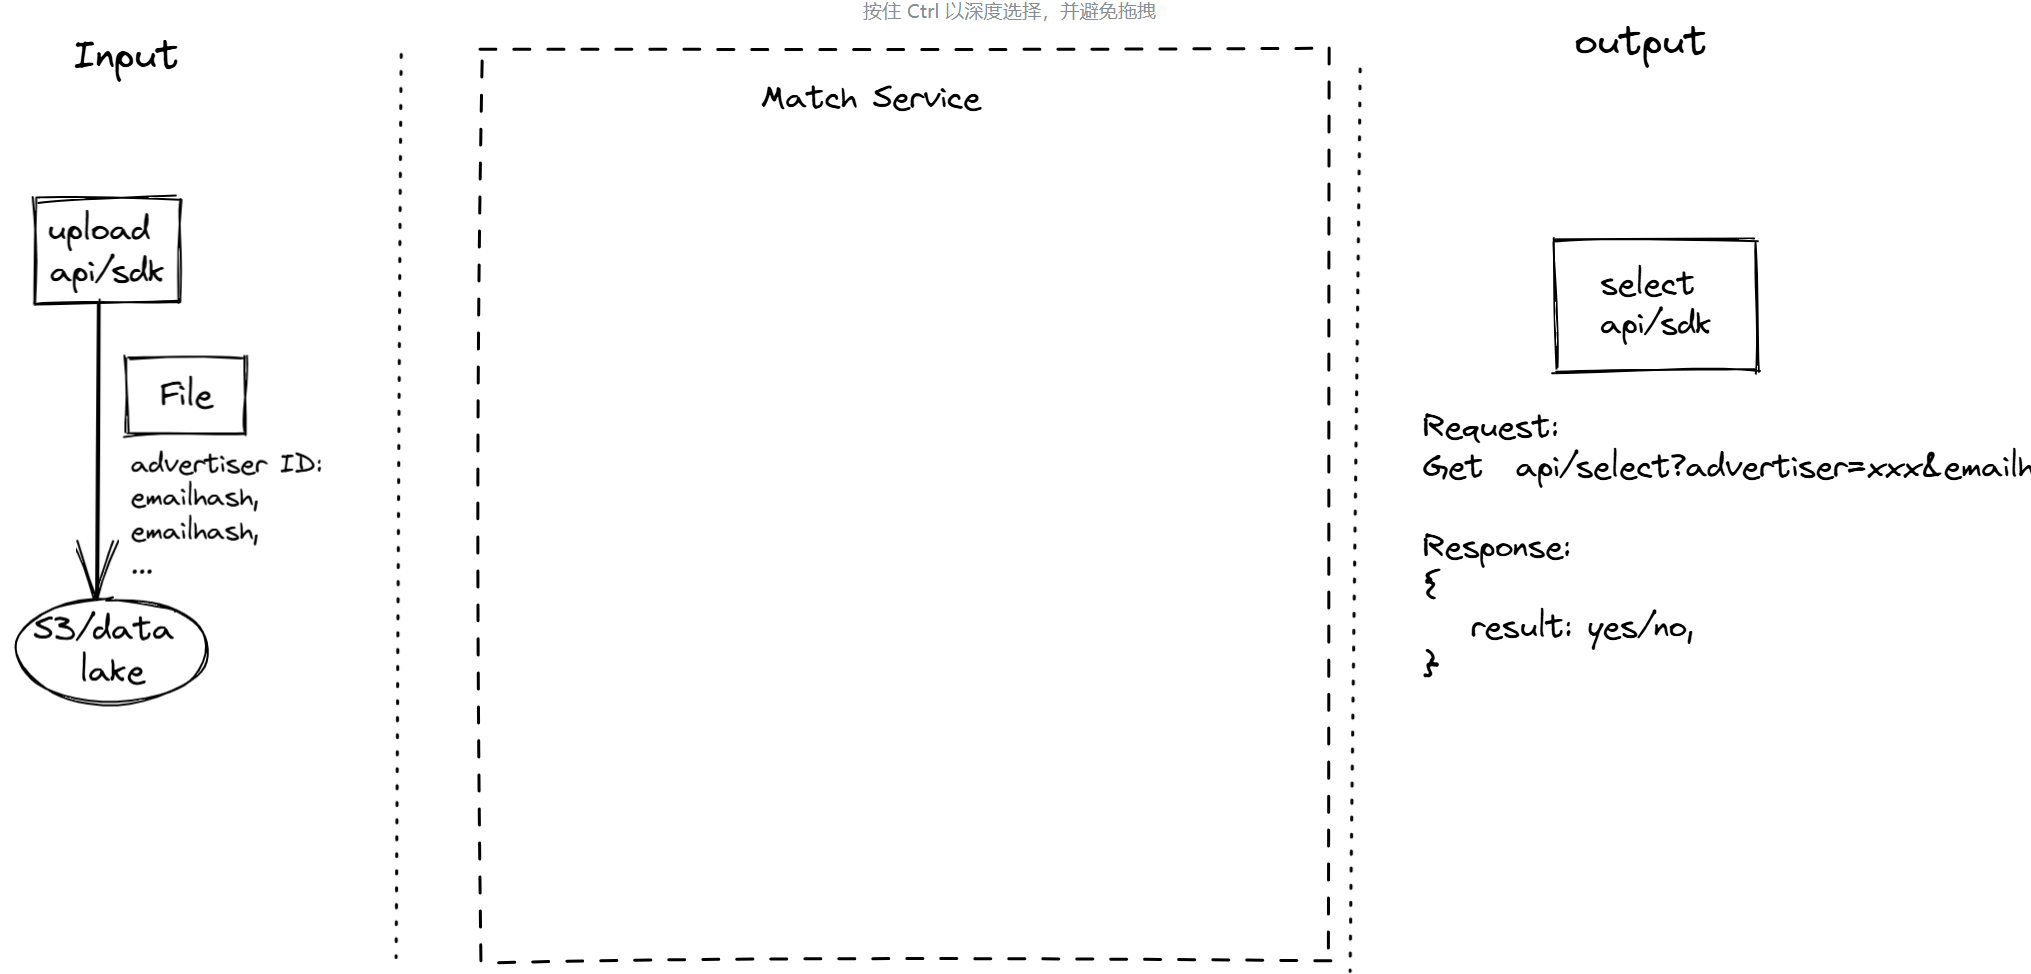 按住 Ctrl 以深度选择，并避免拖拽
Input
upload
api/sdk
File
advertiser ID:
emailhash,
emailhash,
...
S3/data
lake
Match Service
output
select
api/sdk
Request:
Get api/select?advertiser=xxx&emailh
Response:
{
result: yes/no,
}